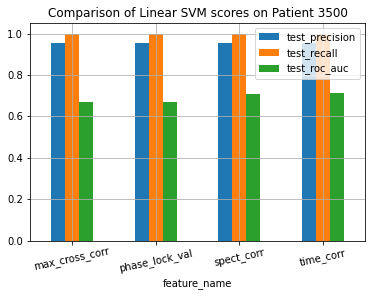 Comparison of Linear SVM scores on Patient 3500
1.0
0.8
0.6
0.4
0.2
0.0
test_precision
test_recall
test_roc_auc
max_cross_corr
phase_lock_val
spect_corr
time_corr
feature_name